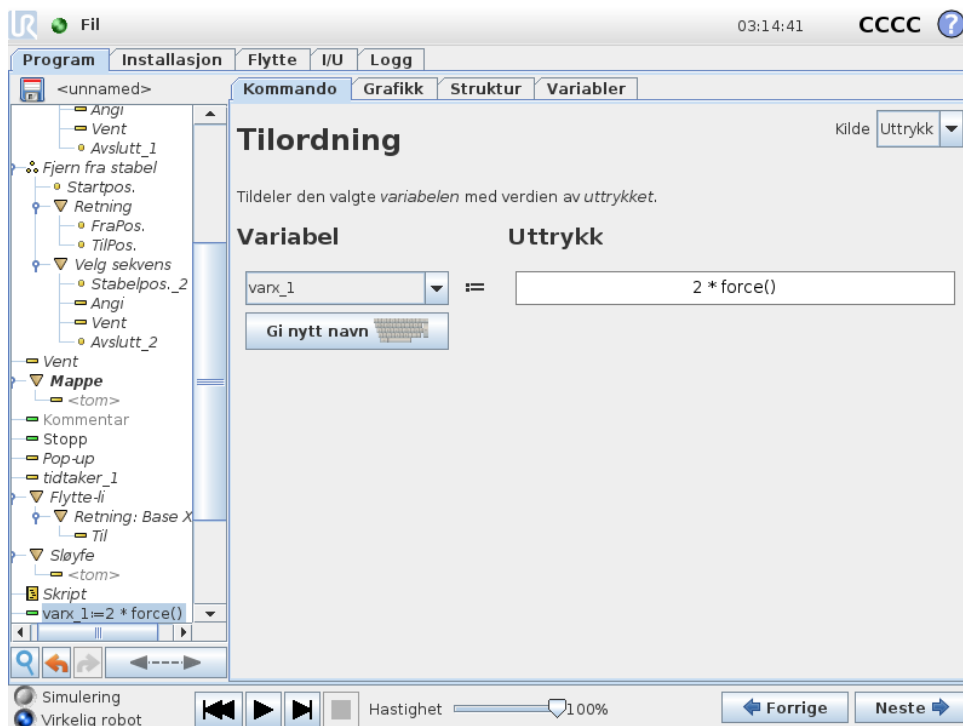 UR Fil 03:14:41 CCCC ?
Program Installasjon Flytte I/U Logg
<unnamed>
Kommando Grafikk Struktur Variabler
Angi
Vent
Avslutt_1
Fjern fra stabel
Startpos.
Retning
FraPos.
TilPos.
Velg sekvens
Stabelpos._2
Angi
Vent
Avslutt_2
Vent
Mappe
<tom>
Kommentar
Stopp
Pop-up
tidtaker_1
Flytte-li
Retning: Base X
Til
Sløyfe
<tom>
Skript
varx_1:=2 * force()
Tilordning
Kilde Uttrykk
Tildeler den valgte variabelen med verdien av uttrykket.
Variabel Uttrykk
varx_1 := 2 * force()
Gi nytt navn
Simulering
Virkelig robot
Hastighet 100%
Forrige Neste